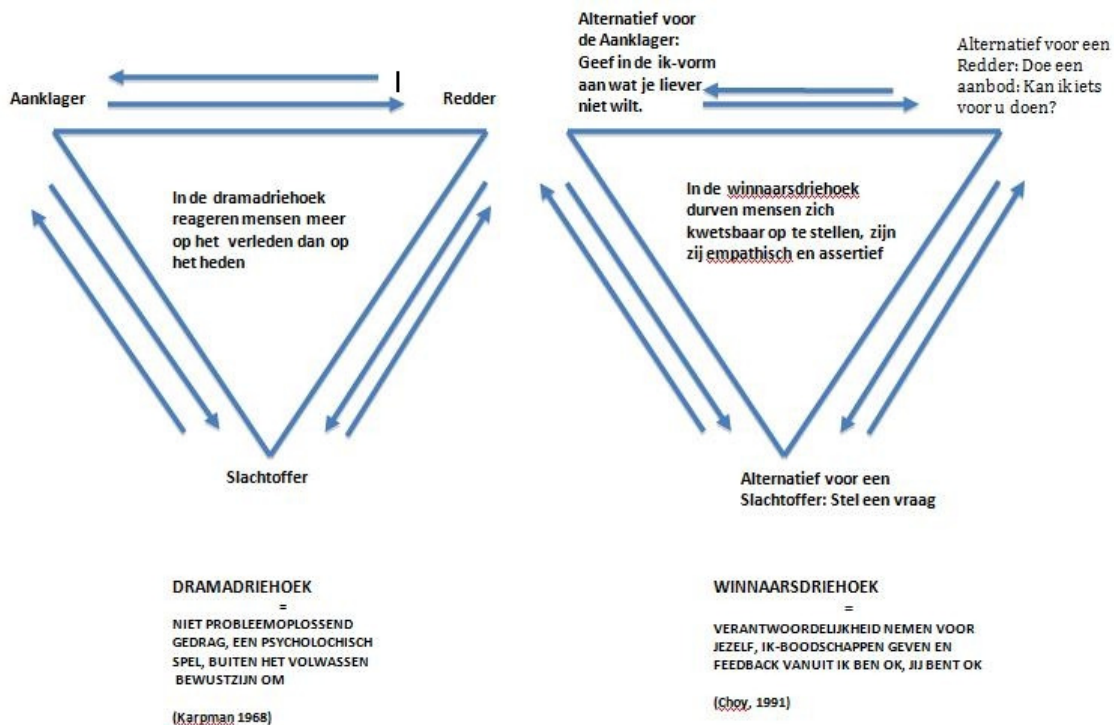 Aanklager
Redder
In de dramadriehoek
reageren mensen meer
op het verleden dan op
het heden
Slachtoffer
DRAMADRIEHOEK
=
NIET PROBLEEMOPLOSSEND
GEDRAG, EEN PSYCHOLOCHISCH
SPEL, BUITEN HET VOLWASSEN
BEWUSTZIJN OM
(Karpman 1968)
Alternatief voor
de Aanklager:
Geef in de ik-vorm
aan wat je liever
niet wilt.
Alternatief voor een
Redder: Doe een
aanbod: Kan ik iets
voor u doen?
In de winnaarsdriehoek
durven mensen zich
kwetsbaar op te stellen, zijn
zij empathisch en assertief
Alternatief voor een
Slachtoffer: Stel een vraag
WINNAARSDRIEHOEK
=
VERANTWOORDELIJKHEID NEMEN VOOR
JEZELF, IK-BOODSCHAPPEN GEVEN EN
FEEDBACK VANUIT IK BEN OK, JIJ BENT OK
(Choy, 1991)